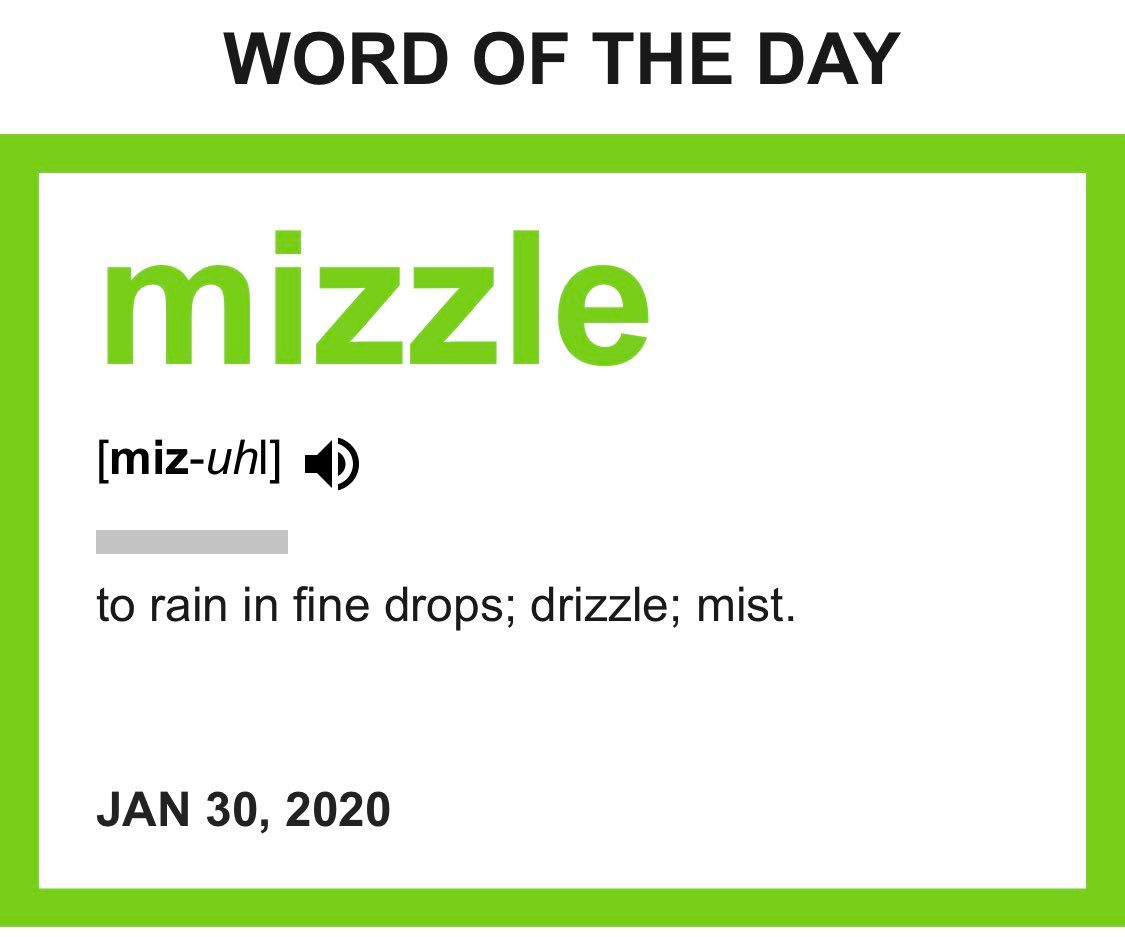 WORD OF THE DAY
mizzle
[miz-uhl]
to rain in fine drops; drizzle; mist.
JAN 30, 2020